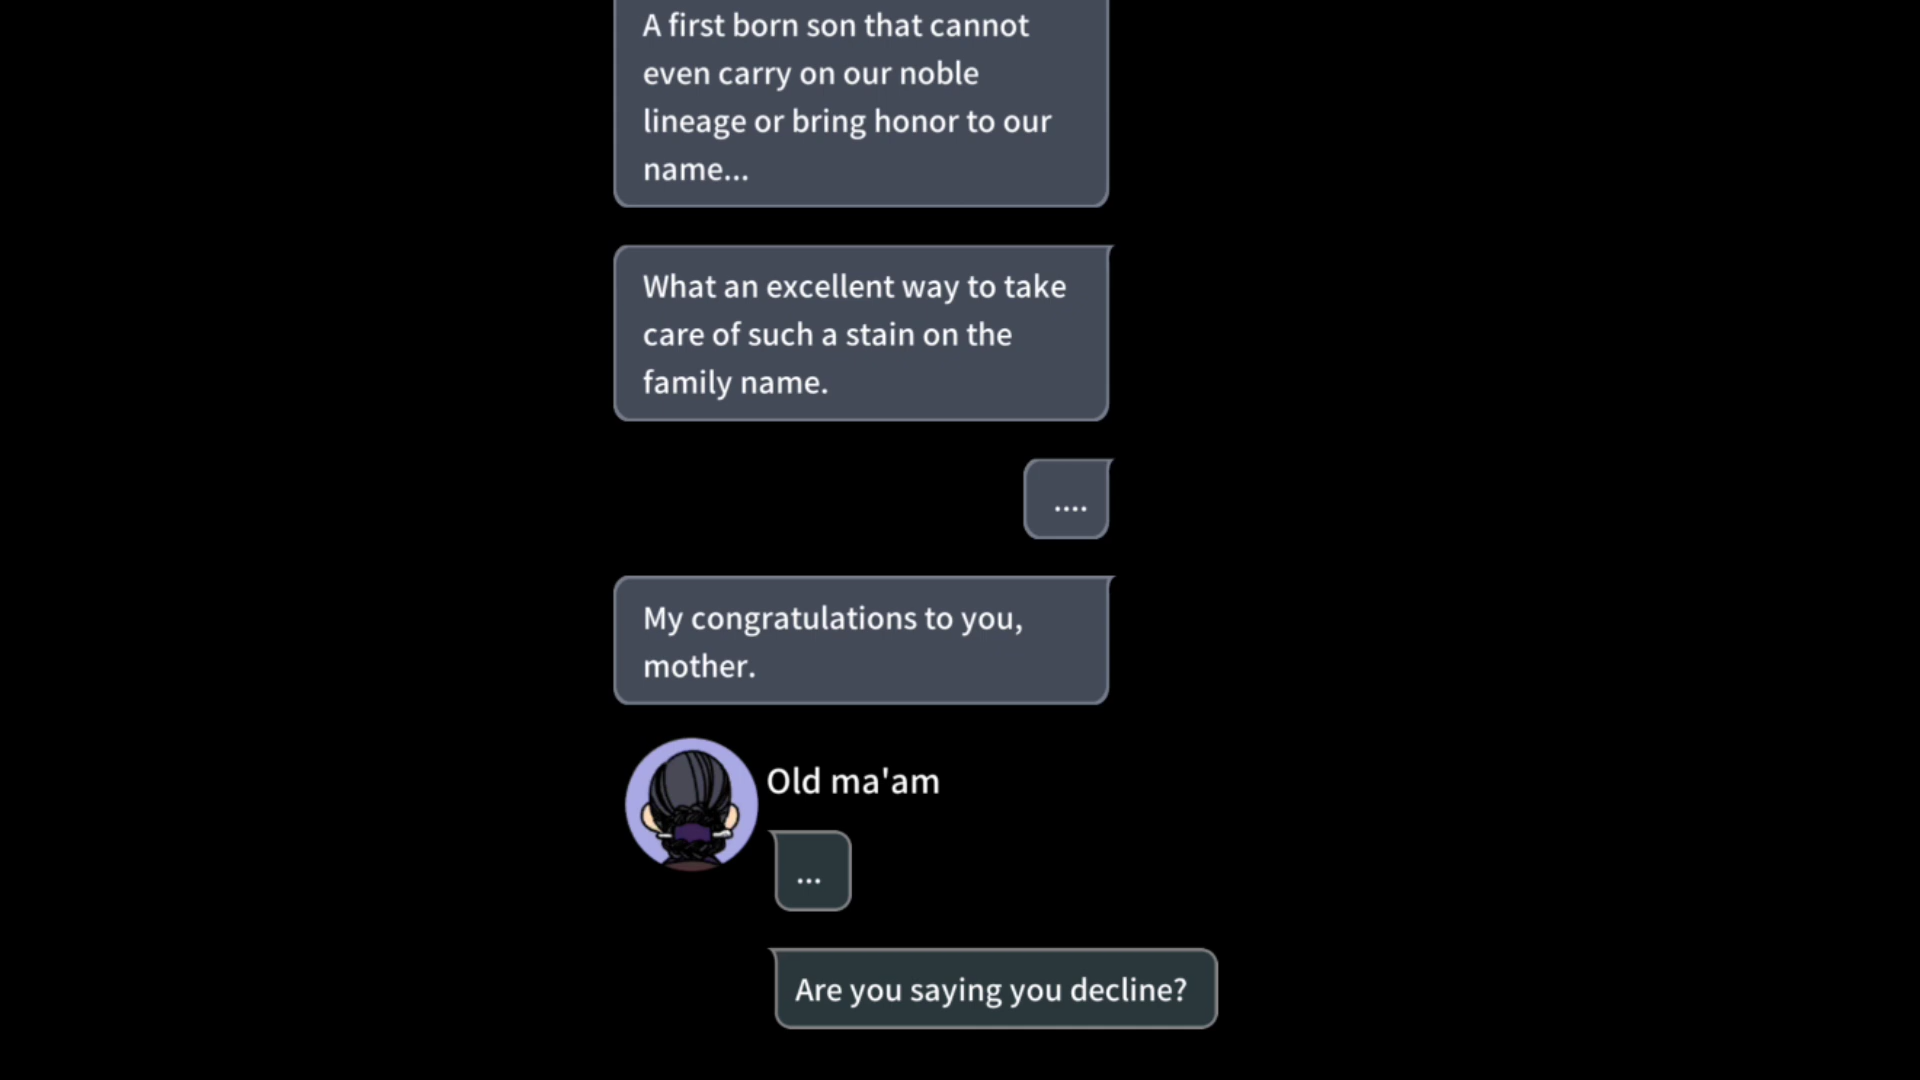 A first born son that cannot
even carry on our noble
lineage or bring honor to our
name...
What an excellent way to take
care of such a stain on the
family name.
....
My congratulations to you,
mother.
Old ma'am
...
Are you saying you decline?